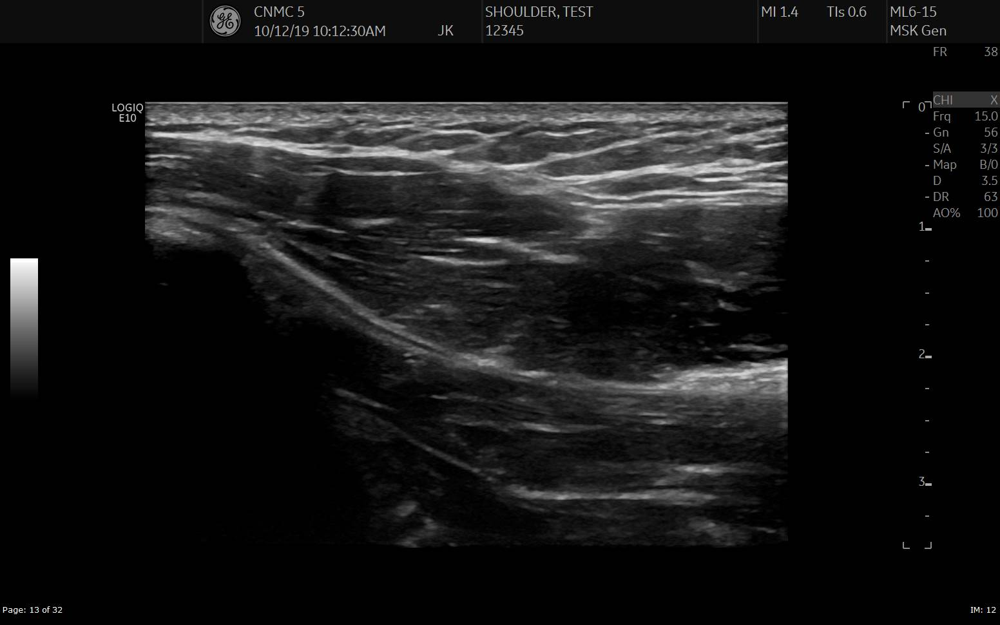 CNMC 5
10/12/19 10:12:30AM JK
SHOULDER, TEST
12345
MI 1.4 TIs 0.6
ML6-15
MSK Gen
FR 38
LOGIQ
E10
CHI X
Frq 15.0
Gn 56
S/A 3/3
Map B/0
D 3.5
DR 63
AO% 100
0
1
2
3
Page: 13 of 32
IM: 12